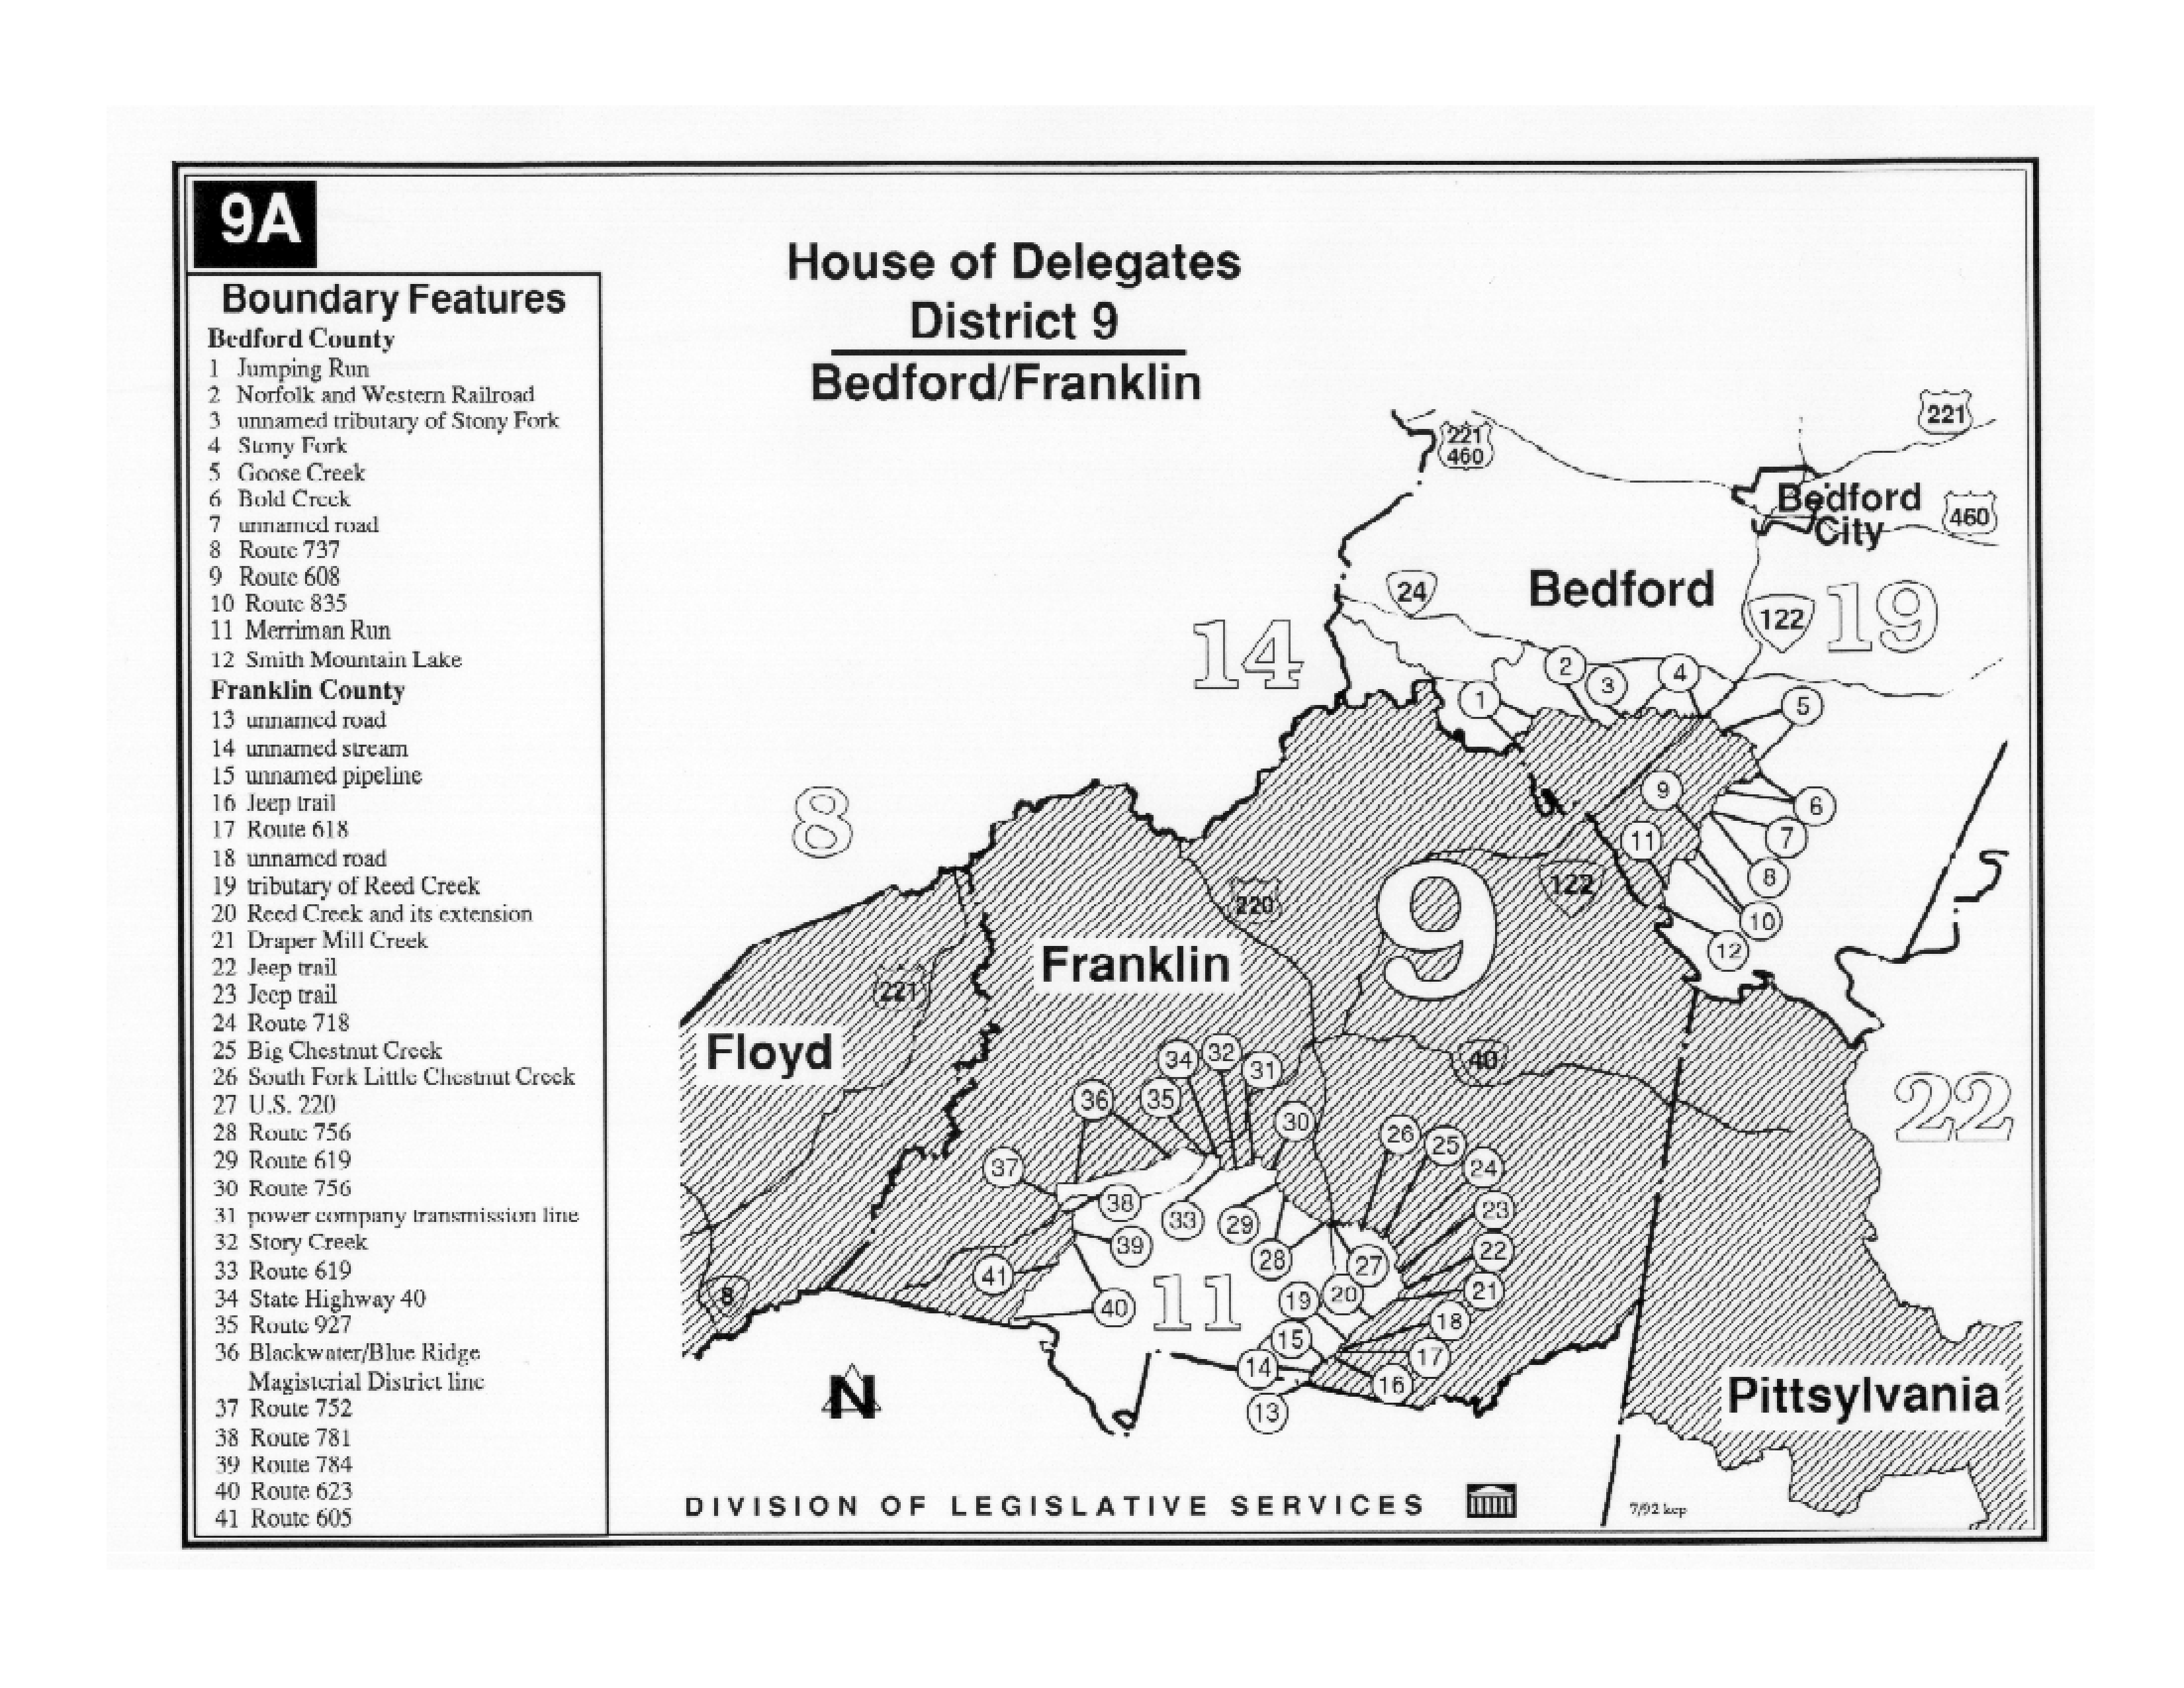 9A
House of Delegates
District 9
Bedford/Franklin
Boundary Features
Bedford County
1 Jumping Run
2 Norfolk and Western Railroad
3 unnamed tributary of Stony Fork
4 Stony Fork
5 Goose Creek
6 Bold Creek
7 unnamed road
8 Route 737
9 Route 608
10 Route 835
11 Merriman Run
12 Smith Mountain Lake
Franklin County
13 unnamed road
14 unnamed stream
15 unnamed pipeline
16 Jeep trail
17 Route 618
18 unnamed road
19 tributary of Reed Creek
20 Reed Creek and its extension
21 Draper Mill Creek
22 Jeep trail
23 Jeep trail
24 Route 718
25 Big Chestnut Creek
26 South Fork Little Chestnut Creek
27 U.S. 220
28 Route 756
29 Route 619
30 Route 756
31 power company transmission line
32 Story Creek
33 Route 619
34 State Highway 40
35 Route 927
36 Blackwater/Blue Ridge
Magisterial District line
37 Route 752
38 Route 781
39 Route 784
40 Route 623
41 Route 605
221
221
460
Bedford
City
460
24
Bedford
122
19
14
2
3
4
1
5
8
9
6
7
11
8
10
12
9
122
220
Franklin
221
Floyd
40
22
34
32
31
36
35
30
26
25
24
37
38
33
29
23
39
28
27
22
41
40
11
19
20
21
8
15
18
14
17
16
13
N
Pittsylvania
DIVISION OF LEGISLATIVE SERVICES
7/92 kcp